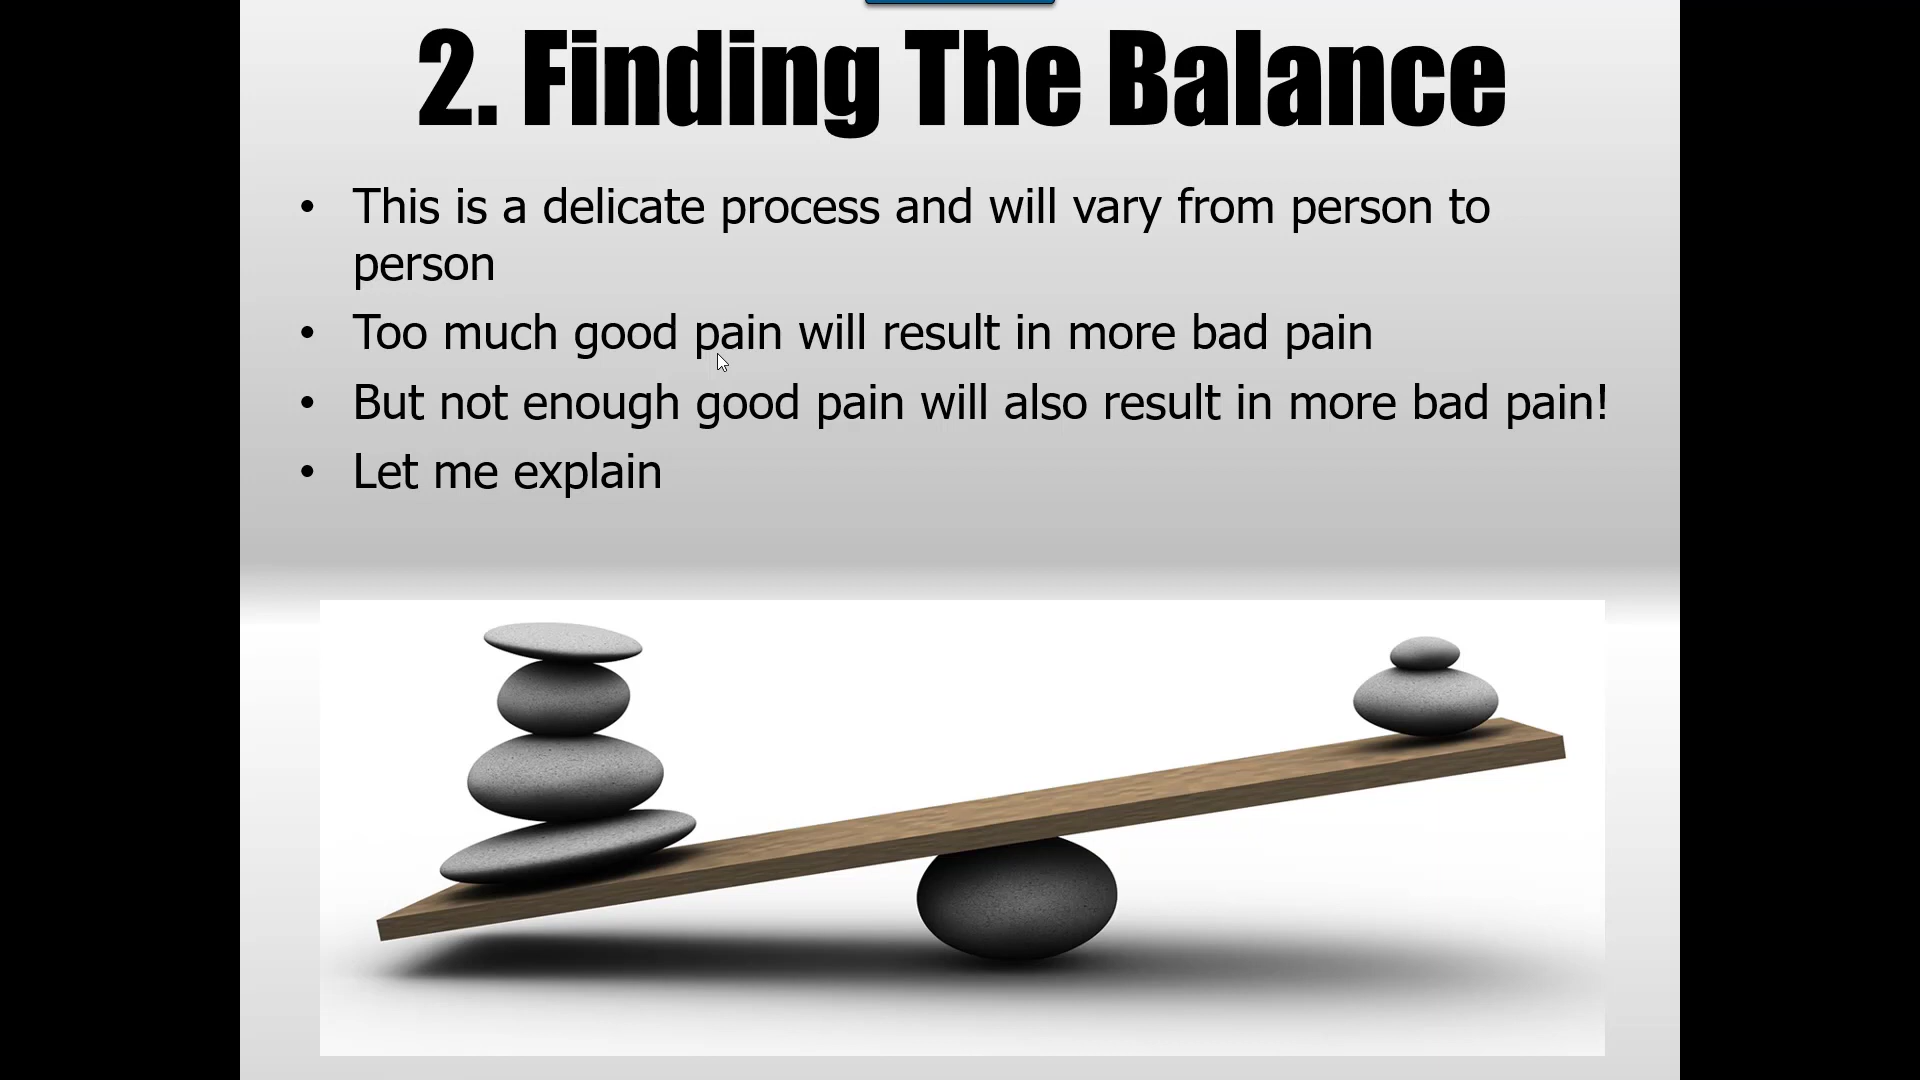 2. Finding The Balance
• This is a delicate process and will vary from person to
person
• Too much good pain will result in more bad pain
• But not enough good pain will also result in more bad pain!
• Let me explain